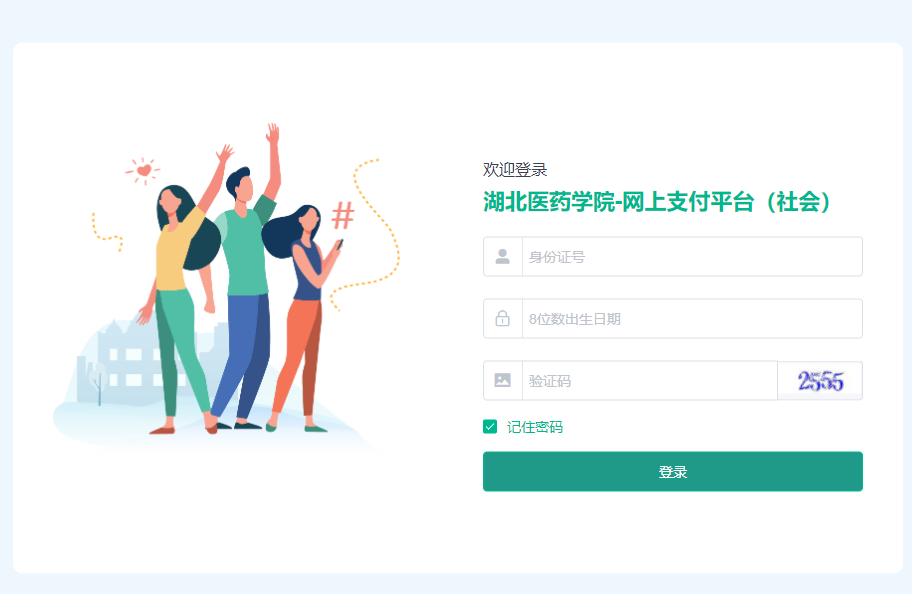 欢迎登录
湖北医药学院-网上支付平台（社会）
身份证号
8位数出生日期
验证码
2555
记住密码
登录
#